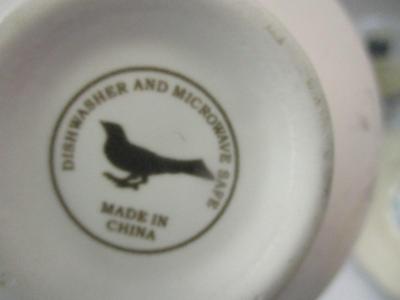 DISHWASHER AND MICROWAVE SAFE
MADE IN
CHINA